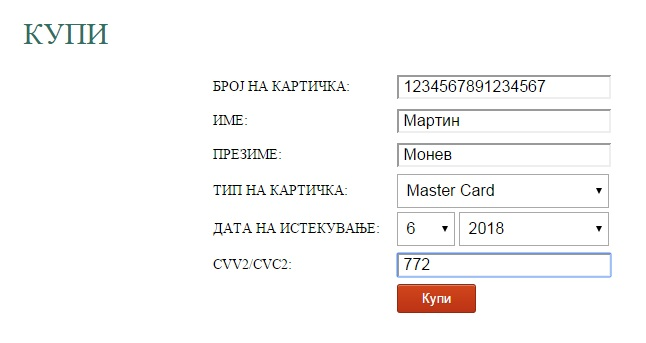 КУПИ
БРОЈ НА КАРТИЧКА: 1234567891234567
ИМЕ: Мартин
ПРЕЗИМЕ: Монев
ТИП НА КАРТИЧКА: Master Card
ДАТА НА ИСТЕКУВАЊЕ: 6 2018
CVV2/CVC2: 772
Купи